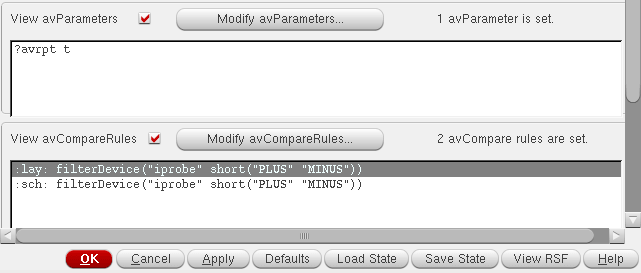 View avParameters Modify avParameters... 1 avParameter is set.
?avrpt t
View avCompareRules Modify avCompareRules... 2 avCompare rules are set.
:lay: filterDevice("iprobe" short("PLUS" "MINUS"))
:sch: filterDevice("iprobe" short("PLUS" "MINUS"))
OK Cancel Apply Defaults Load State Save State View RSF Help